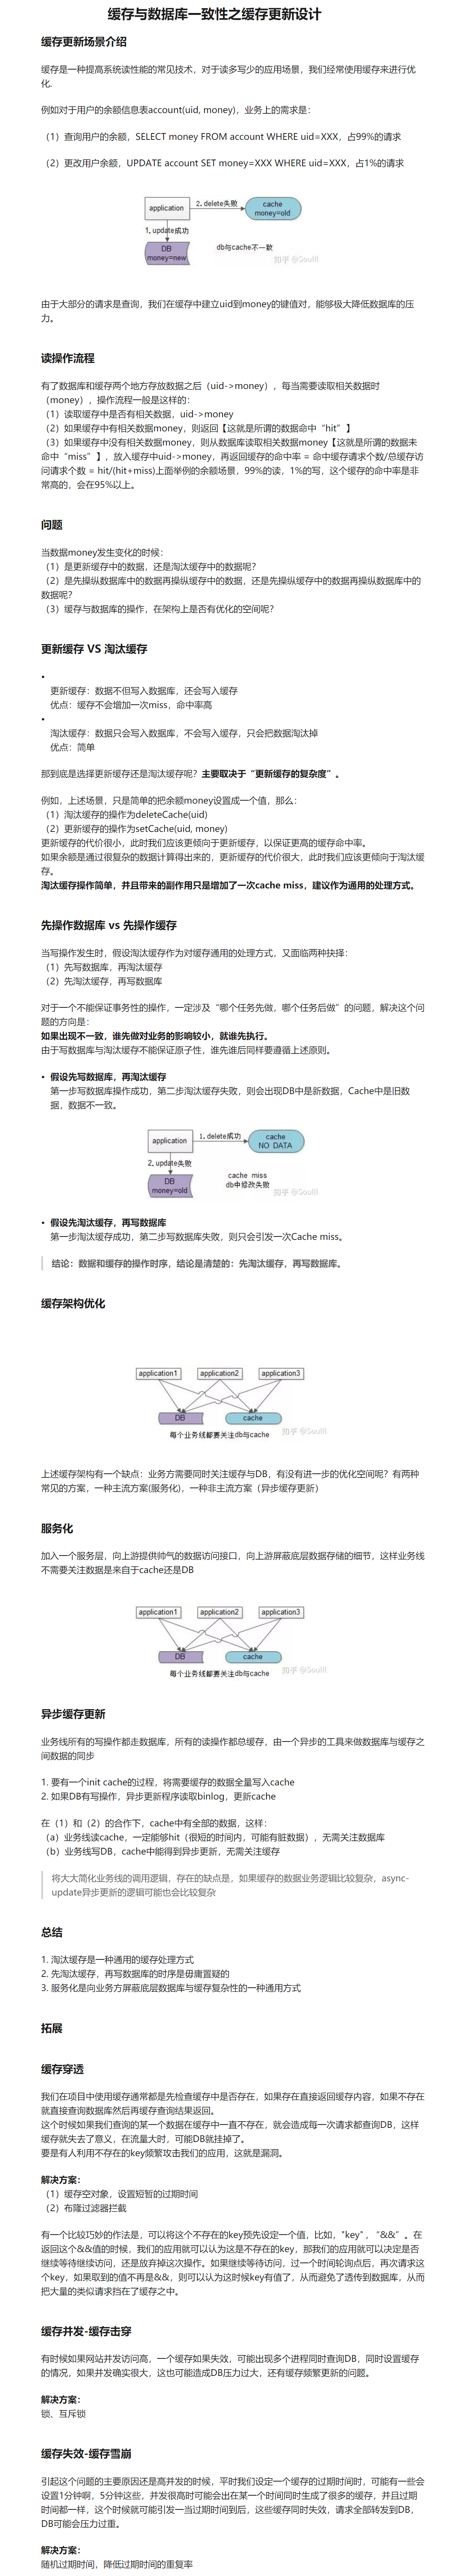 缓存与数据库一致性之缓存更新设计
缓存更新场景介绍
缓存是一种提高系统读性能的常见技术，对于读多写少的应用场景，我们经常使用缓存来进行优
化.
例如对于用户的余额信息表account(uid, money)，业务上的需求是：
（1）查询用户的余额，SELECT money FROM account WHERE uid=XXX，占99%的请求
（2）更改用户余额，UPDATE account SET money=XXX WHERE uid=XXX，占1%的请求
application
2、delete失败
cache
money=old
1、update成功
DB
money=new
db与cache不一致
知乎 @Soulll
由于大部分的请求是查询，我们在缓存中建立uid到money的键值对，能够极大降低数据库的压
力。
读操作流程
有了数据库和缓存两个地方存放数据之后（uid->money），每当需要读取相关数据时
（money），操作流程一般是这样的：
（1）读取缓存中是否有相关数据，uid->money
（2）如果缓存中有相关数据money，则返回【这就是所谓的数据命中“hit”】
（3）如果缓存中没有相关数据money，则从数据库读取相关数据money【这就是所谓的数据未
命中“miss”】，放入缓存中uid->money，再返回缓存的命中率 = 命中缓存请求个数/总缓存访
问请求个数 = hit/(hit+miss)上面举例的余额场景，99%的读，1%的写，这个缓存的命中率是非
常高的，会在95%以上。
问题
当数据money发生变化的时候：
（1）是更新缓存中的数据，还是淘汰缓存中的数据呢？
（2）是先操纵数据库中的数据再操纵缓存中的数据，还是先操纵缓存中的数据再操纵数据库中的
数据呢？
（3）缓存与数据库的操作，在架构上是否有优化的空间呢？
更新缓存 VS 淘汰缓存
•
更新缓存：数据不但写入数据库，还会写入缓存
优点：缓存不会增加一次miss，命中率高
•
淘汰缓存：数据只会写入数据库，不会写入缓存，只会把数据淘汰掉
优点：简单
那到底是选择更新缓存还是淘汰缓存呢？主要取决于“更新缓存的复杂度”。
例如，上述场景，只是简单的把余额money设置成一个值，那么：
（1）淘汰缓存的操作为deleteCache(uid)
（2）更新缓存的操作为setCache(uid, money)
更新缓存的代价很小，此时我们应该更倾向于更新缓存，以保证更高的缓存命中率。
如果余额是通过很复杂的数据计算得出来的，更新缓存的代价很大，此时我们应该更倾向于淘汰缓
存。
淘汰缓存操作简单，并且带来的副作用只是增加了一次cache miss，建议作为通用的处理方式。
先操作数据库 vs 先操作缓存
当写操作发生时，假设淘汰缓存作为对缓存通用的处理方式，又面临两种抉择：
（1）先写数据库，再淘汰缓存
（2）先淘汰缓存，再写数据库
对于一个不能保证事务性的操作，一定涉及“哪个任务先做，哪个任务后做”的问题，解决这个问
题的方向是：
如果出现不一致，谁先做对业务的影响较小，就谁先执行。
由于写数据库与淘汰缓存不能保证原子性，谁先谁后同样要遵循上述原则。
• 假设先写数据库，再淘汰缓存
第一步写数据库操作成功，第二步淘汰缓存失败，则会出现DB中是新数据，Cache中是旧数
据，数据不一致。
application
1、delete成功
cache
NO DATA
2、update失败
DB
money=old
cache miss
db中修改失败
知乎 @Soulll
• 假设先淘汰缓存，再写数据库
第一步淘汰缓存成功，第二步写数据库失败，则只会引发一次Cache miss。
结论：数据和缓存的操作时序，结论是清楚的：先淘汰缓存，再写数据库。
缓存架构优化
application1
application2
application3
DB
cache
每个业务线都要关注db与cache
知乎 @Soulll
上述缓存架构有一个缺点：业务方需要同时关注缓存与DB，有没有进一步的优化空间呢？有两种
常见的方案，一种主流方案(服务化)，一种非主流方案（异步缓存更新）
服务化
加入一个服务层，向上游提供帅气的数据访问接口，向上游屏蔽底层数据存储的细节，这样业务线
不需要关注数据是来自于cache还是DB
application1
application2
application3
DB
cache
每个业务线都要关注db与cache
知乎 @Soulll
异步缓存更新
业务线所有的写操作都走数据库，所有的读操作都总缓存，由一个异步的工具来做数据库与缓存之
间数据的同步
1. 要有一个init cache的过程，将需要缓存的数据全量写入cache
2. 如果DB有写操作，异步更新程序读取binlog，更新cache
在（1）和（2）的合作下，cache中有全部的数据，这样：
（a）业务线读cache，一定能够hit（很短的时间内，可能有脏数据），无需关注数据库
（b）业务线写DB，cache中能得到异步更新，无需关注缓存
将大大简化业务线的调用逻辑，存在的缺点是，如果缓存的数据业务逻辑比较复杂，async-
update异步更新的逻辑可能也会比较复杂
总结
1. 淘汰缓存是一种通用的缓存处理方式
2. 先淘汰缓存，再写数据库的时序是毋庸置疑的
3. 服务化是向业务方屏蔽底层数据库与缓存复杂性的一种通用方式
拓展
缓存穿透
我们在项目中使用缓存通常都是先检查缓存中是否存在，如果存在直接返回缓存内容，如果不存在
就直接查询数据库然后再缓存查询结果返回。
这个时候如果我们查询的某一个数据在缓存中一直不存在，就会造成每一次请求都查询DB，这样
缓存就失去了意义，在流量大时，可能DB就挂掉了。
要是有人利用不存在的key频繁攻击我们的应用，这就是漏洞。
解决方案：
（1）缓存空对象，设置短暂的过期时间
（2）布隆过滤器拦截
有一个比较巧妙的作法是，可以将这个不存在的key预先设定一个值，比如，"key"，“&&”。在
返回这个&&值的时候，我们的应用就可以认为这是不存在的key，那我们的应用就可以决定是否
继续等待继续访问，还是放弃掉这次操作。如果继续等待访问，过一个时间轮询点后，再次请求这
个key，如果取到的值不再是&&，则可以认为这时候key有值了，从而避免了透传到数据库，从而
把大量的类似请求挡在了缓存之中。
缓存并发-缓存击穿
有时候如果网站并发访问高，一个缓存如果失效，可能出现多个进程同时查询DB，同时设置缓存
的情况，如果并发确实很大，这也可能造成DB压力过大，还有缓存频繁更新的问题。
解决方案：
锁、互斥锁
缓存失效-缓存雪崩
引起这个问题的主要原因还是高并发的时候，平时我们设定一个缓存的过期时间时，可能有一些会
设置1分钟啊，5分钟这些，并发很高时可能会出在某一个时间同时生成了很多的缓存，并且过期
时间都一样，这个时候就可能引发一当过期时间到后，这些缓存同时失效，请求全部转发到DB，
DB可能会压力过重。
解决方案：
随机过期时间，降低过期时间的重复率